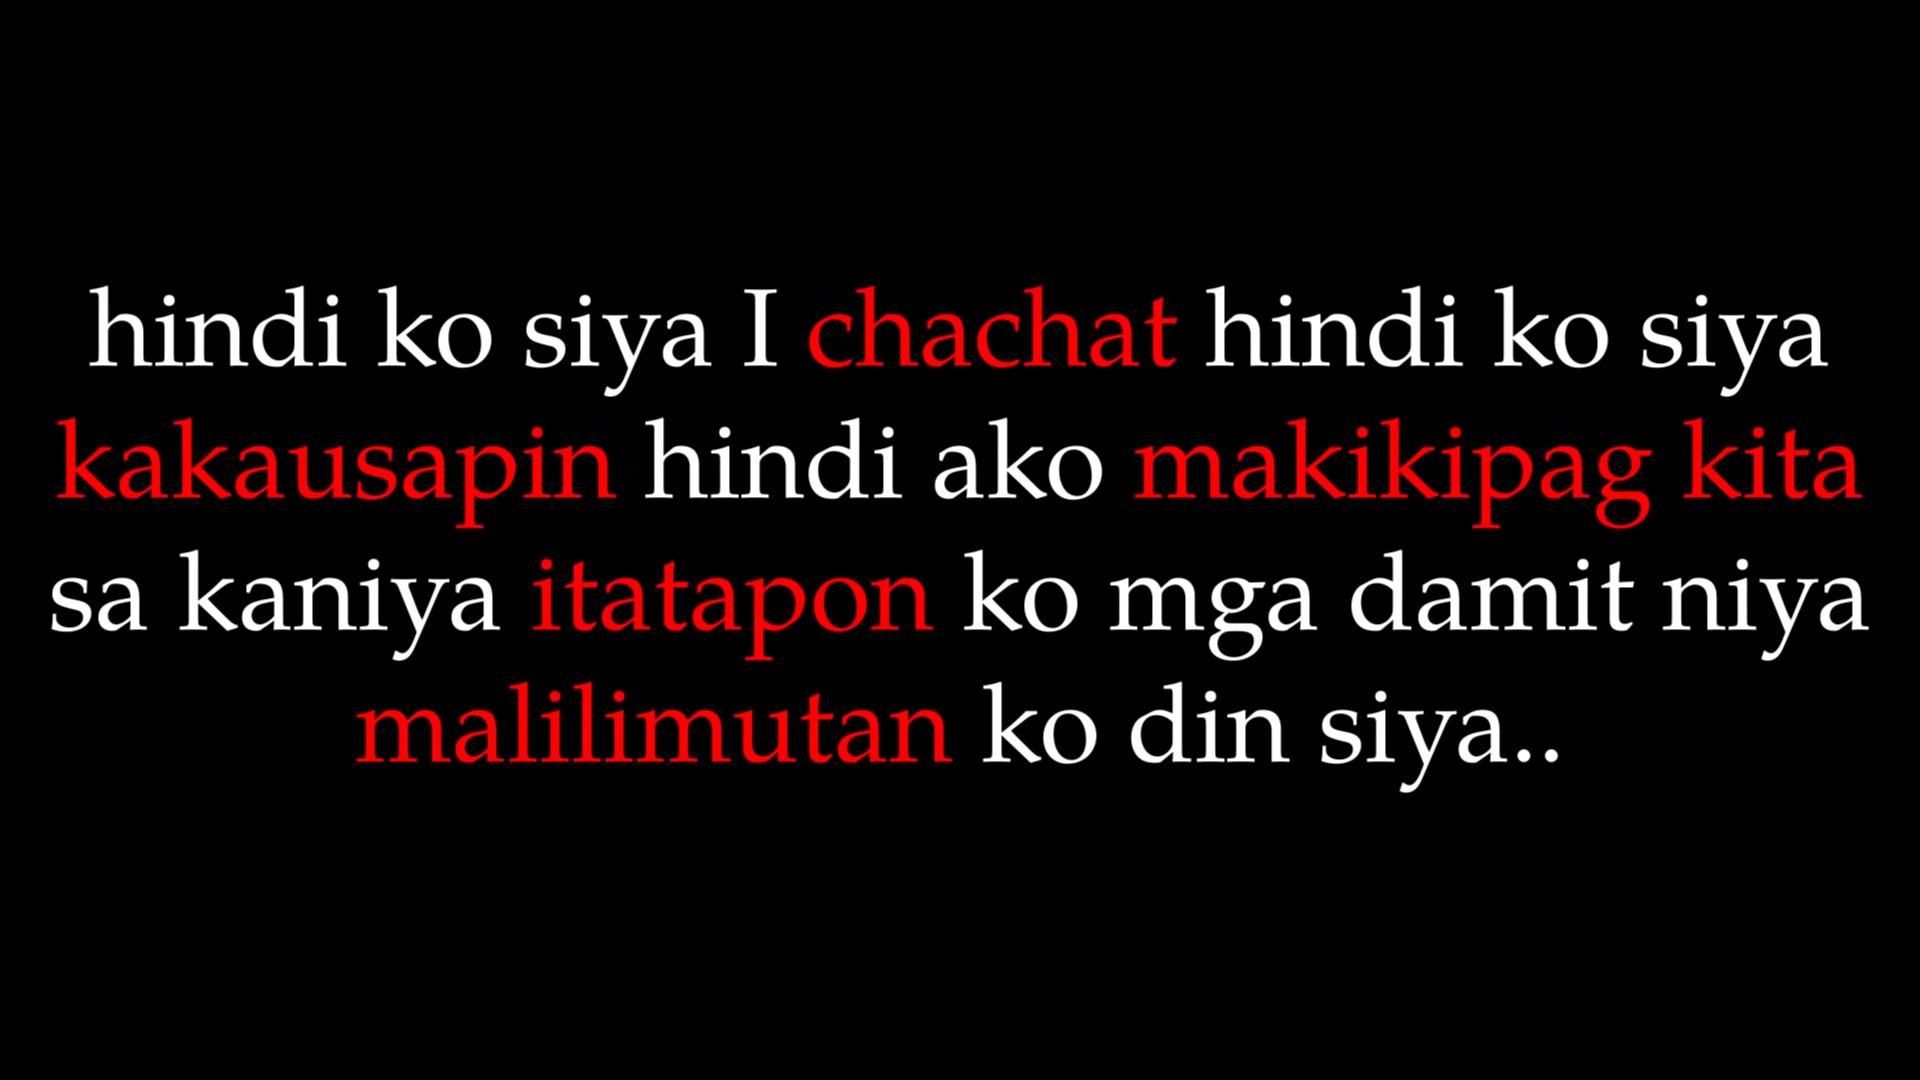 hindi ko siya I chachat hindi ko siya
kakausapin hindi ako makikipag kita
sa kaniya itatapon ko mga damit niya
malilimutan ko din siya..